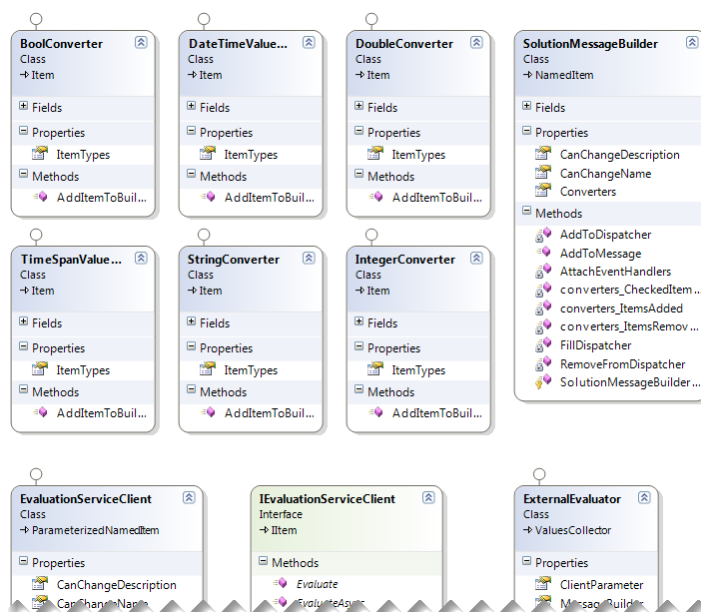 BoolConverter
Class
Item
Fields
Properties
ItemTypes
Methods
AddItemToBuil...
DateTimeValue...
Class
Item
Fields
Properties
ItemTypes
Methods
AddItemToBuil...
DoubleConverter
Class
Item
Fields
Properties
ItemTypes
Methods
AddItemToBuil...
SolutionMessageBuilder
Class
NamedItem
Fields
Properties
CanChangeDescription
CanChangeName
Converters
Methods
AddToDispatcher
AddToMessage
AttachEventHandlers
converters_CheckedItem...
converters_ItemsAdded
converters_ItemsRemov...
FillDispatcher
RemoveFromDispatcher
SolutionMessageBuilder...
TimeSpanValue...
Class
Item
Fields
Properties
ItemTypes
Methods
AddItemToBuil...
StringConverter
Class
Item
Fields
Properties
ItemTypes
Methods
AddItemToBuil...
IntegerConverter
Class
Item
Fields
Properties
ItemTypes
Methods
AddItemToBuil...
EvaluationServiceClient
Class
ParameterizedNamedItem
Properties
CanChangeDescription
CanChangeName
IEvaluationServiceClient
Interface
IItem
Methods
Evaluate
EvaluateAsync
ExternalEvaluator
Class
ValuesCollector
Properties
ClientParameter
MessageBuilder